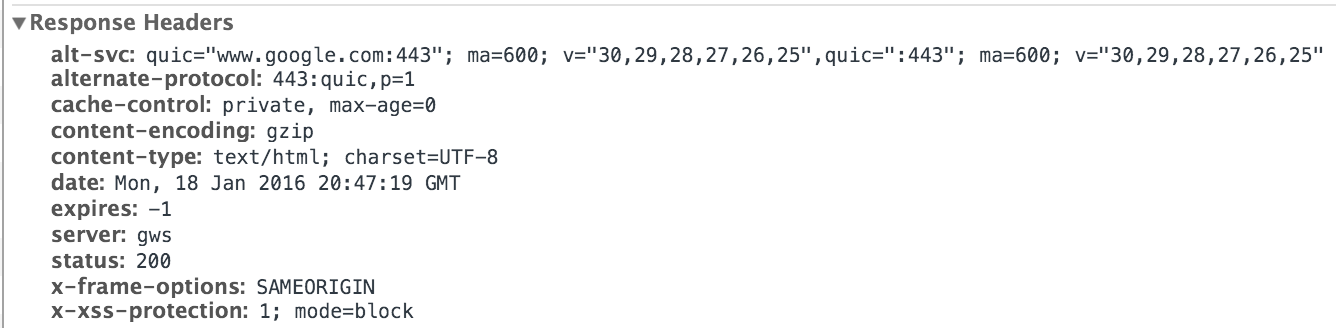 ▼Response Headers
alt-svc: quic="www.google.com:443"; ma=600; v="30,29,28,27,26,25",quic=":443"; ma=600; v="30,29,28,27,26,25"
alternate-protocol: 443:quic,p=1
cache-control: private, max-age=0
content-encoding: gzip
content-type: text/html; charset=UTF-8
date: Mon, 18 Jan 2016 20:47:19 GMT
expires: -1
server: gws
status: 200
x-frame-options: SAMEORIGIN
x-xss-protection: 1; mode=block